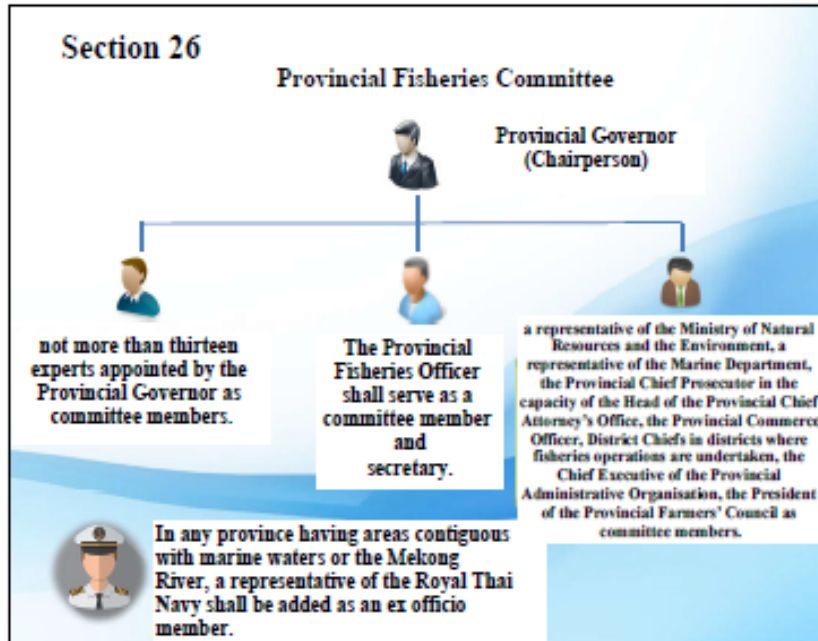 Section 26
Provincial Fisheries Committee
Provincial Governor
(Chairperson)
not more than thirteen
experts appointed by the
Provincial Governor as
committee members.
The Provincial
Fisheries Officer
shall serve as a
committee member
and
secretary.
a representative of the Ministry of Natural
Resources and the Environment, a
representative of the Marine Department,
the Provincial Chief Prosecutor in the
capacity of the Head of the Provincial Chief
Attorney's Office, the Provincial Commerce
Officer, District Chiefs in districts where
fisheries operations are undertaken, the
Chief Executive of the Provincial
Administrative Organisation, the President
of the Provincial Farmers' Council as
committee members.
In any province having areas contiguous
with marine waters or the Mekong
River, a representative of the Royal Thai
Navy shall be added as an ex officio
member.